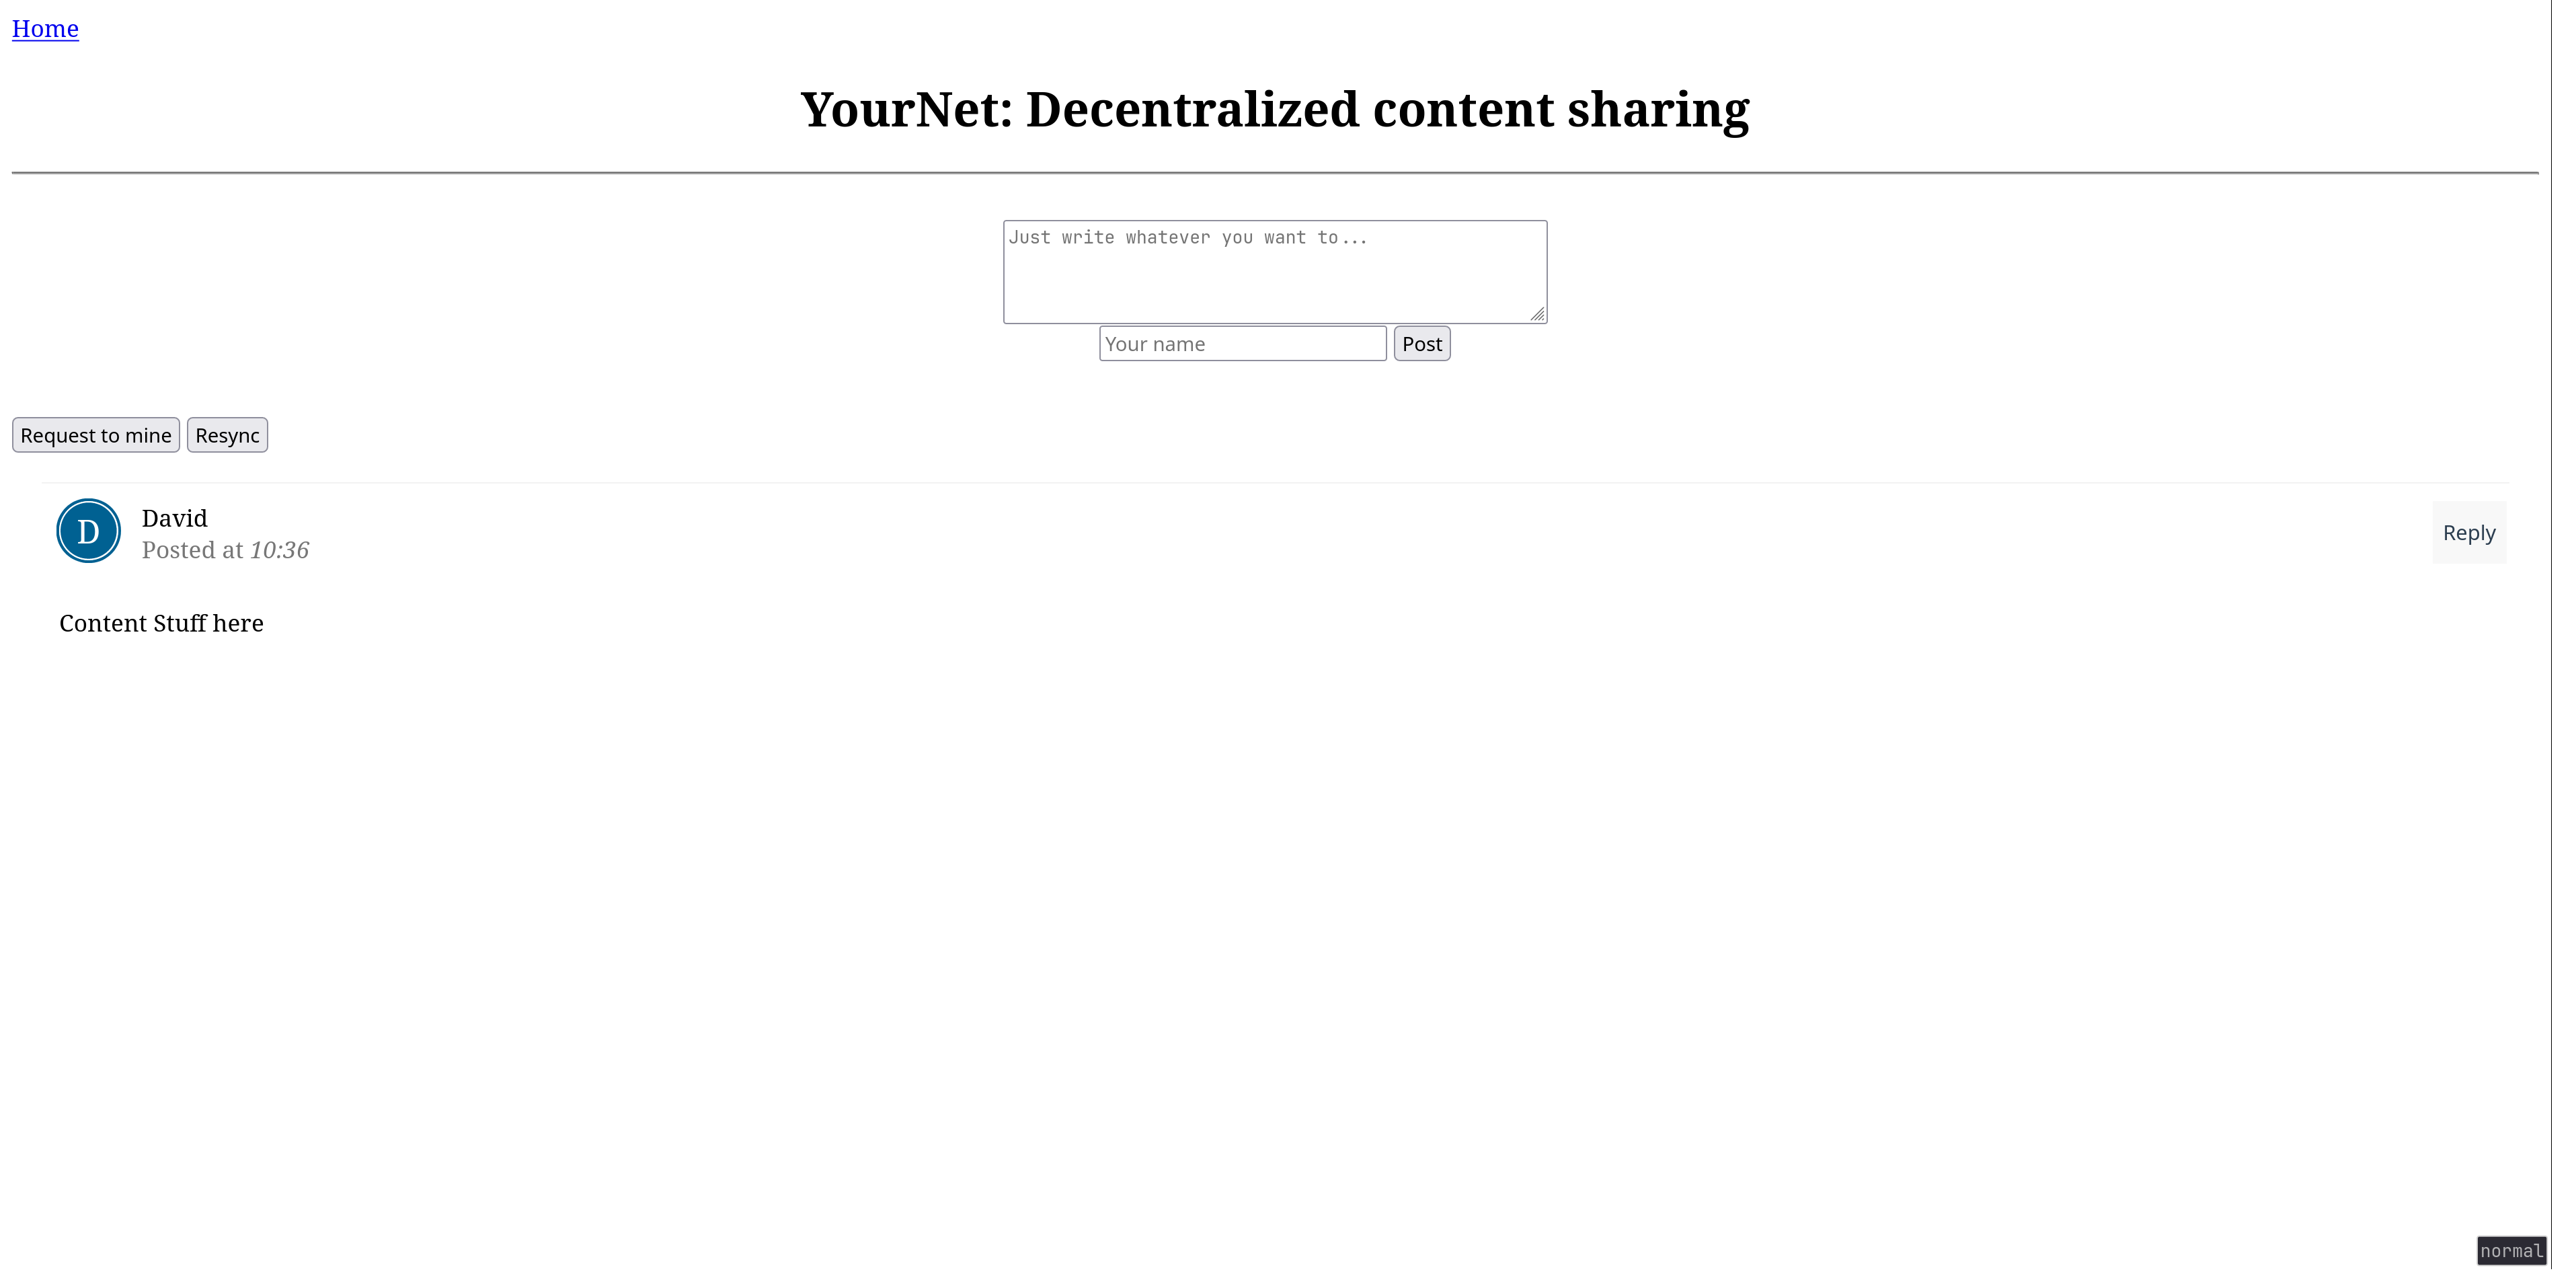 Home
YourNet: Decentralized content sharing
Just write whatever you want to...
Your name Post
Request to mine Resync
D
David
Posted at 10:36
Reply
Content Stuff here
normal